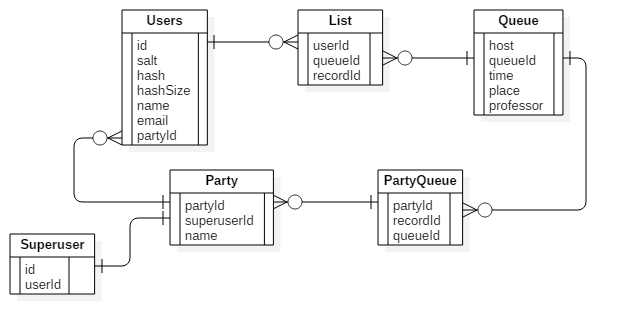 Users
id
salt
hash
hashSize
name
email
partyId
List
userId
queueId
recordId
Queue
host
queueId
time
place
professor
Party
partyId
superuserId
name
PartyQueue
partyId
recordId
queueId
Superuser
id
userId